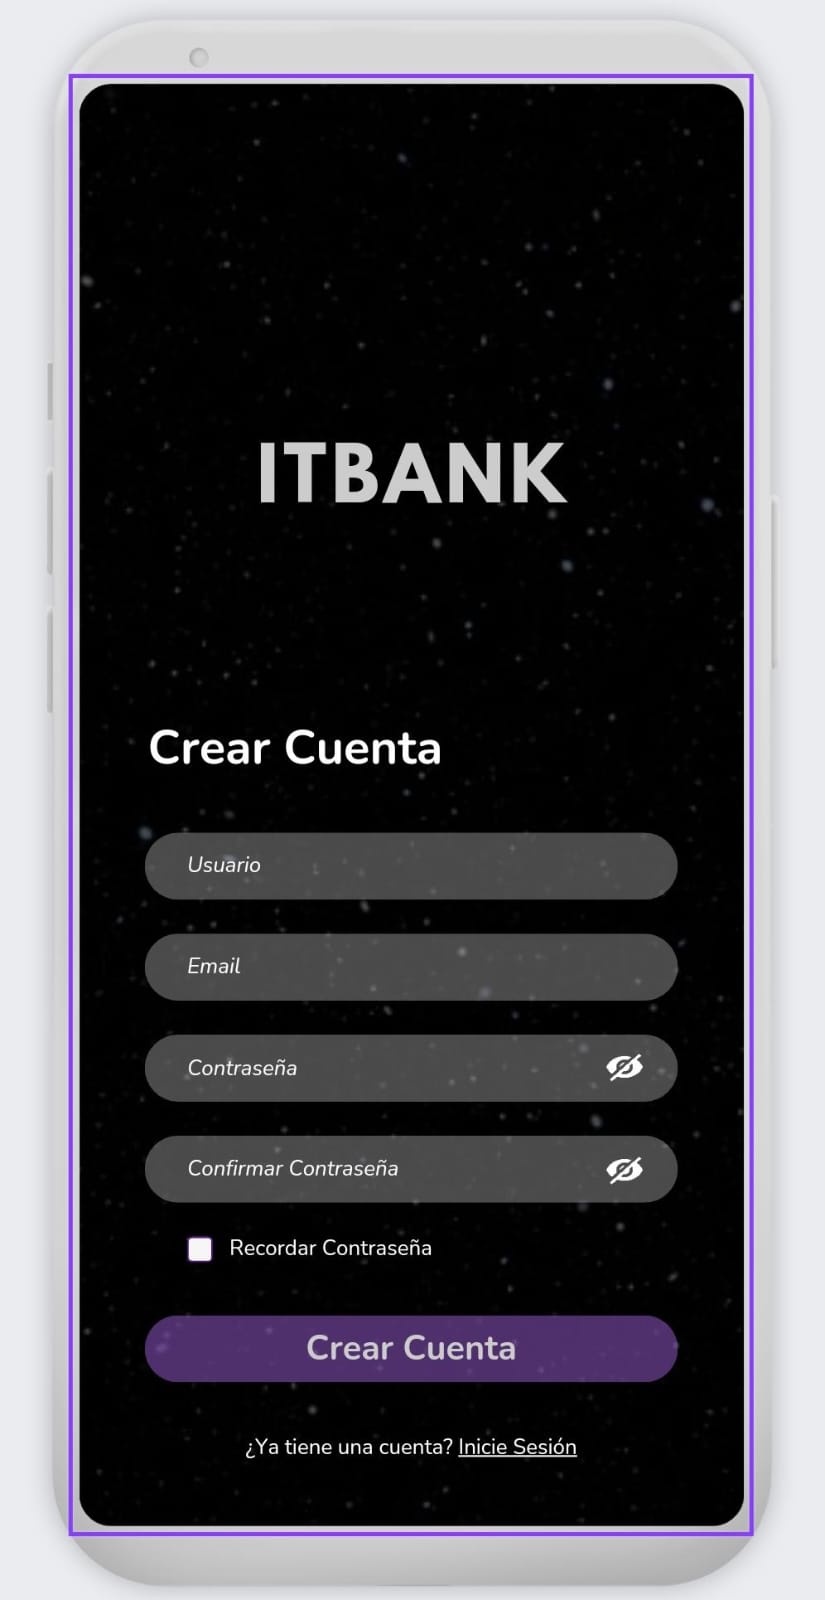 ITBANK
Crear Cuenta
Usuario
Email
Contraseña
Confirmar Contraseña
Recordar Contraseña
Crear Cuenta
¿Ya tiene una cuenta? Inicie Sesión